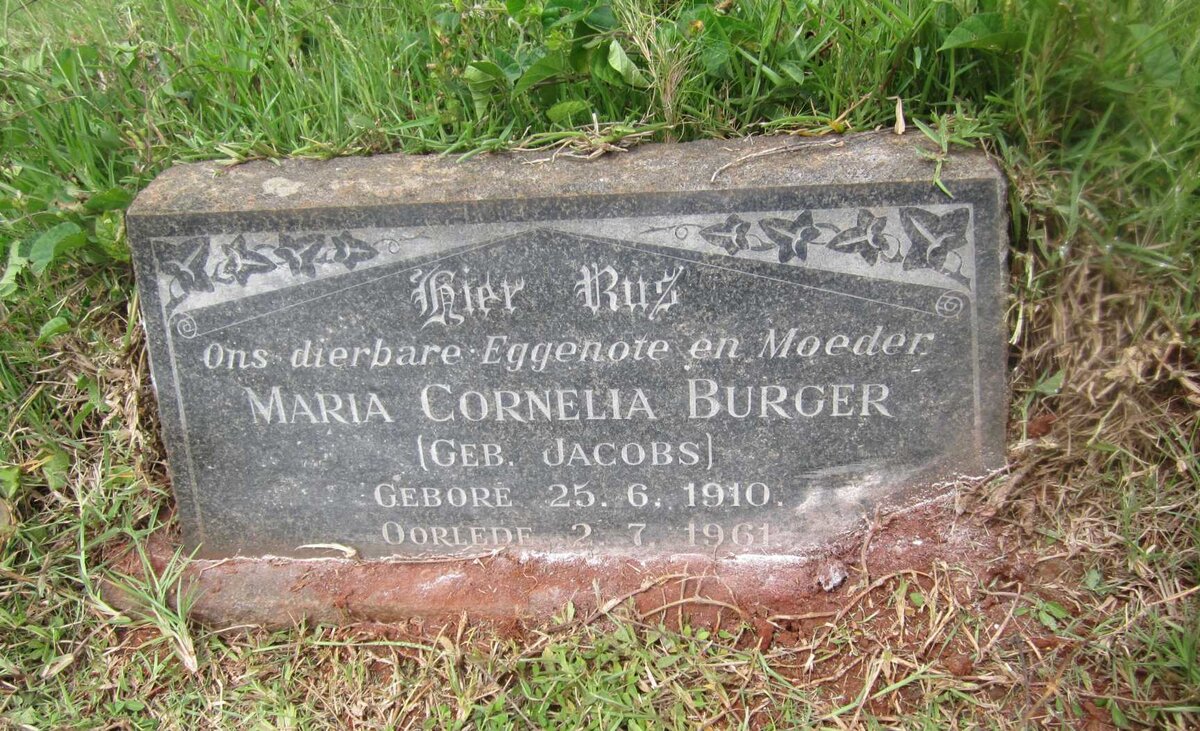 Hier Rus
Ons dierbare Eggenote en Moeder
MARIA CORNELIA BURGER
(GEB. JACOBS)
GEBORE 25. 6. 1910.
OORLEDE 2. 7. 1961